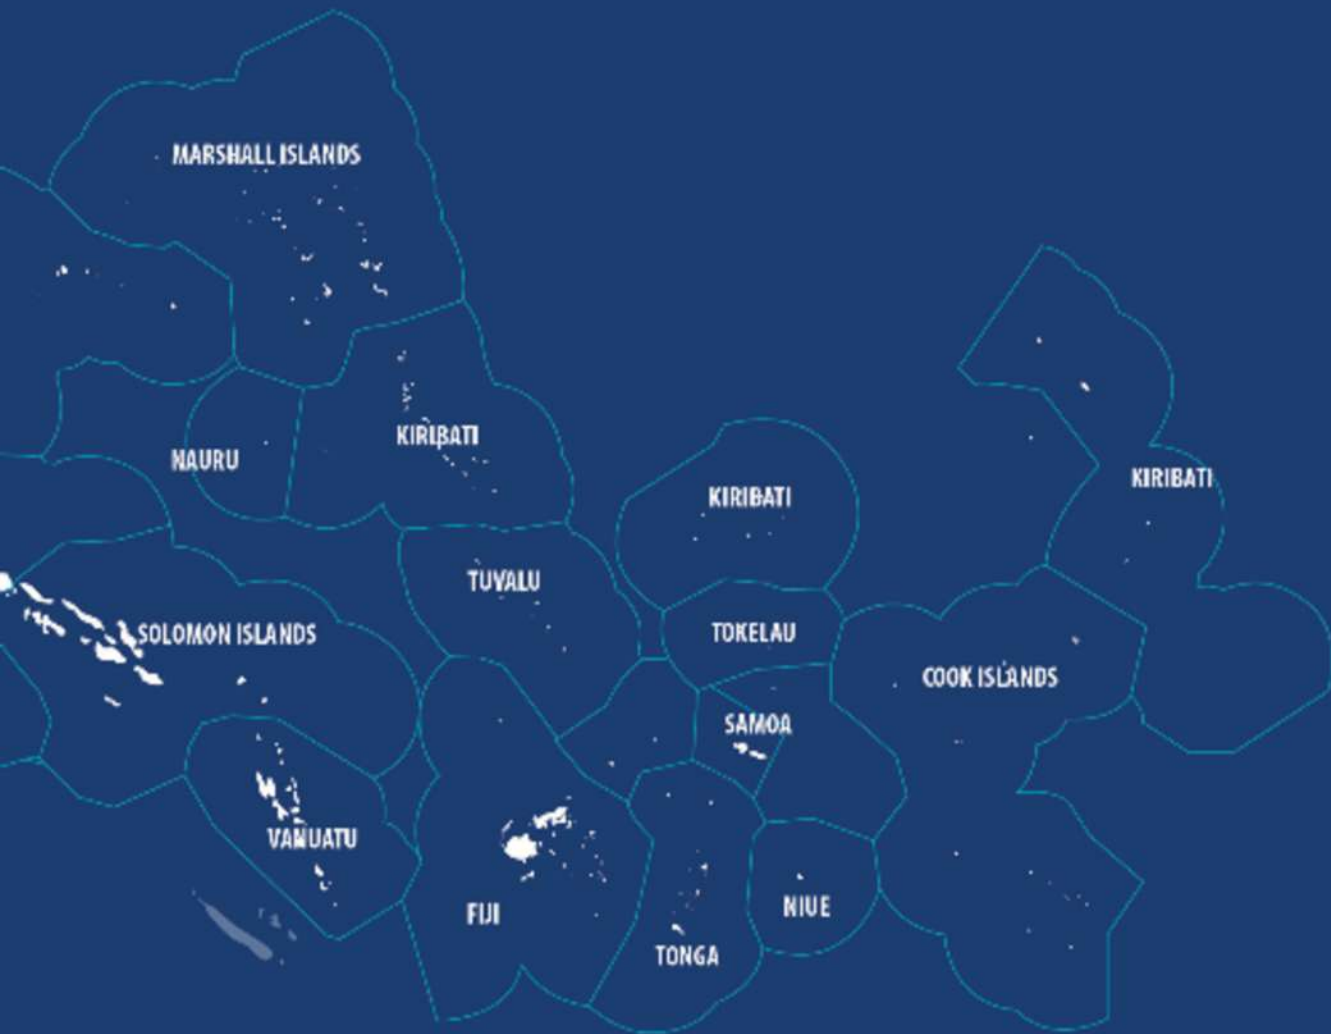 MARSHALL ISLANDS
KIRIBATI
NAURU
KIRIBATI
KIRIBATI
TUVALU
SOLOMON ISLANDS
TOKELAU
COOK ISLANDS
SAMOA
VANUATU
FIJI
NIUE
TONGA